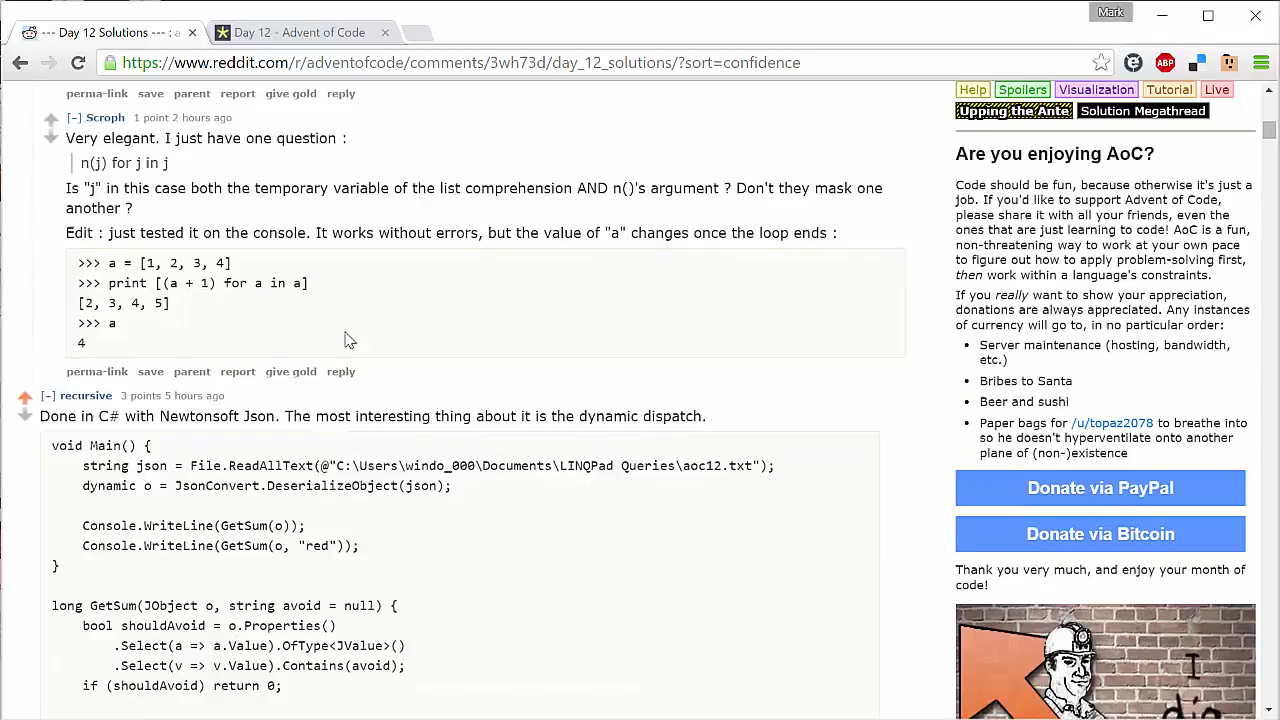 Mark
--- Day 12 Solutions --- : a
Day 12 - Advent of Code
https://www.reddit.com/r/adventofcode/comments/3wh73d/day_12_solutions/?sort=confidence
ABP
perma-link save parent report give gold reply
[–] Scroph 1 point 2 hours ago
Very elegant. I just have one question :
n(j) for j in j
Is "j" in this case both the temporary variable of the list comprehension AND n()'s argument ? Don't they mask one
another ?
Edit : just tested it on the console. It works without errors, but the value of "a" changes once the loop ends :
>>> a = [1, 2, 3, 4]
>>> print [(a + 1) for a in a]
[2, 3, 4, 5]
>>> a
4
perma-link save parent report give gold reply
[–] recursive 3 points 5 hours ago
Done in C# with Newtonsoft Json. The most interesting thing about it is the dynamic dispatch.
void Main() {
string json = File.ReadAllText(@"C:\Users\windo_000\Documents\LINQPad Queries\aoc12.txt");
dynamic o = JsonConvert.DeserializeObject(json);
Console.WriteLine(GetSum(o));
Console.WriteLine(GetSum(o, "red"));
}
long GetSum(JObject o, string avoid = null) {
bool shouldAvoid = o.Properties()
.Select(a => a.Value).OfType<JValue>()
.Select(v => v.Value).Contains(avoid);
if (shouldAvoid) return 0;
Help Spoilers Visualization Tutorial Live
Upping the Ante Solution Megathread
Are you enjoying AoC?
Code should be fun, because otherwise it's just a
job. If you'd like to support Advent of Code,
please share it with all your friends, even the
ones that are just learning to code! AoC is a fun,
non-threatening way to work at your own pace
to figure out how to apply problem-solving first,
then work within a language's constraints.
If you really want to show your appreciation,
donations are always appreciated. Any instances
of currency will go to, in no particular order:
Server maintenance (hosting, bandwidth,
etc.)
Bribes to Santa
Beer and sushi
Paper bags for /u/topaz2078 to breathe into
so he doesn't hyperventilate onto another
plane of (non-)existence
Donate via PayPal
Donate via Bitcoin
Thank you very much, and enjoy your month of
code!
I
dig